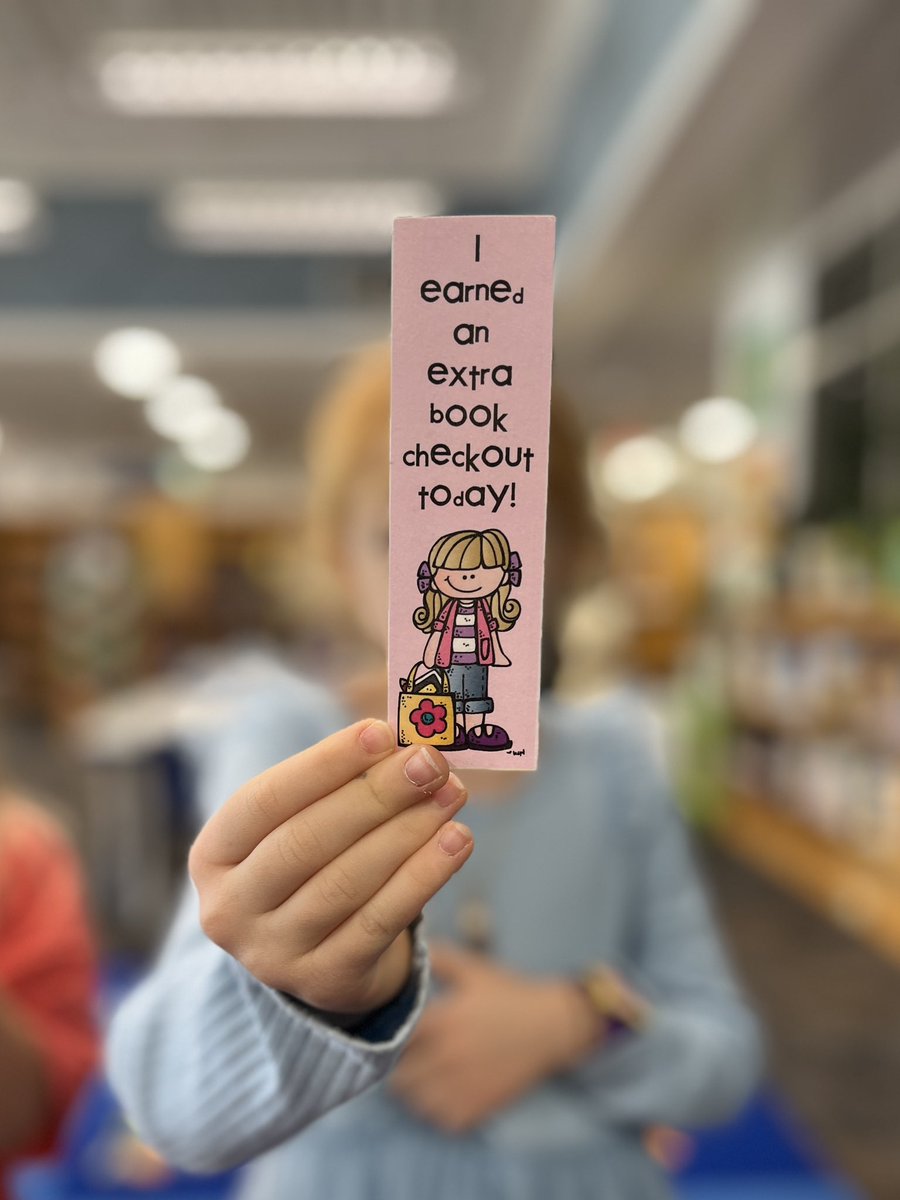 I
earned
an
extra
book
checkout
today!